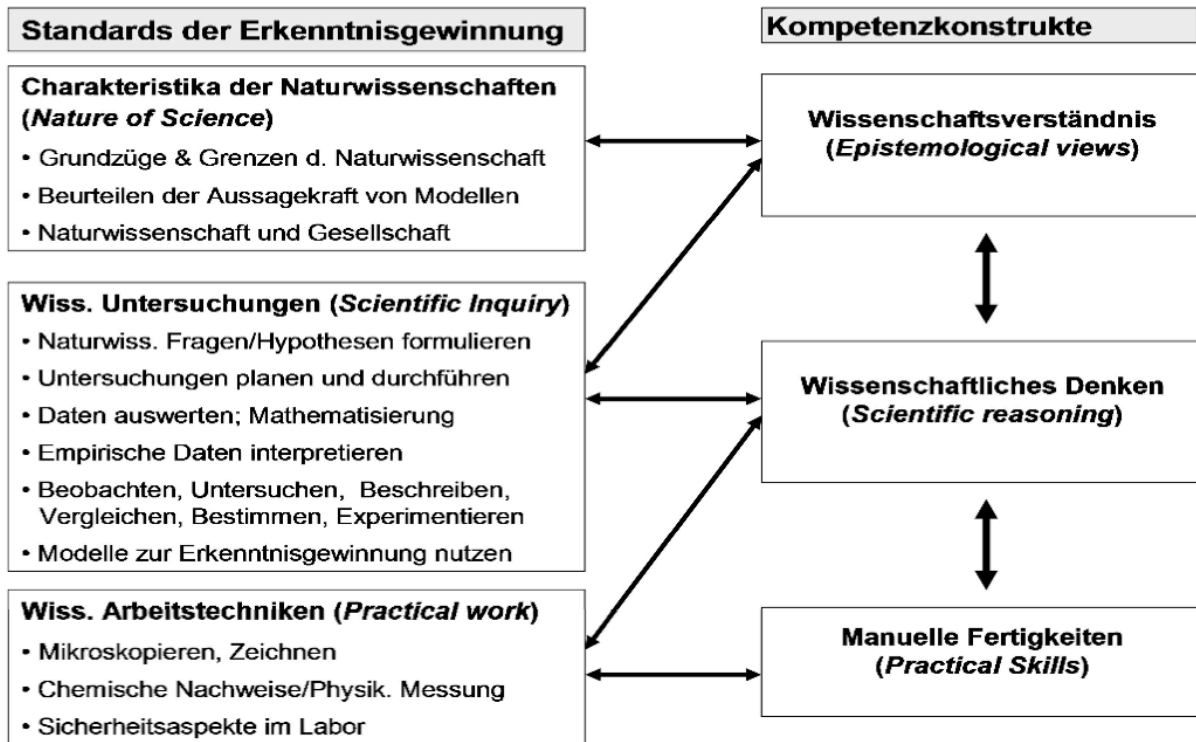 Standards der Erkenntnisgewinnung
Charakteristika der Naturwissenschaften
(Nature of Science)
• Grundzüge & Grenzen d. Naturwissenschaft
• Beurteilen der Aussagekraft von Modellen
• Naturwissenschaft und Gesellschaft
Wiss. Untersuchungen (Scientific Inquiry)
• Naturwiss. Fragen/Hypothesen formulieren
• Untersuchungen planen und durchführen
• Daten auswerten; Mathematisierung
• Empirische Daten interpretieren
• Beobachten, Untersuchen, Beschreiben,
Vergleichen, Bestimmen, Experimentieren
• Modelle zur Erkenntnisgewinnung nutzen
Wiss. Arbeitstechniken (Practical work)
• Mikroskopieren, Zeichnen
• Chemische Nachweise/Physik. Messung
• Sicherheitsaspekte im Labor
Kompetenzkonstrukte
Wissenschaftsverständnis
(Epistemological views)
Wissenschaftliches Denken
(Scientific reasoning)
Manuelle Fertigkeiten
(Practical Skills)